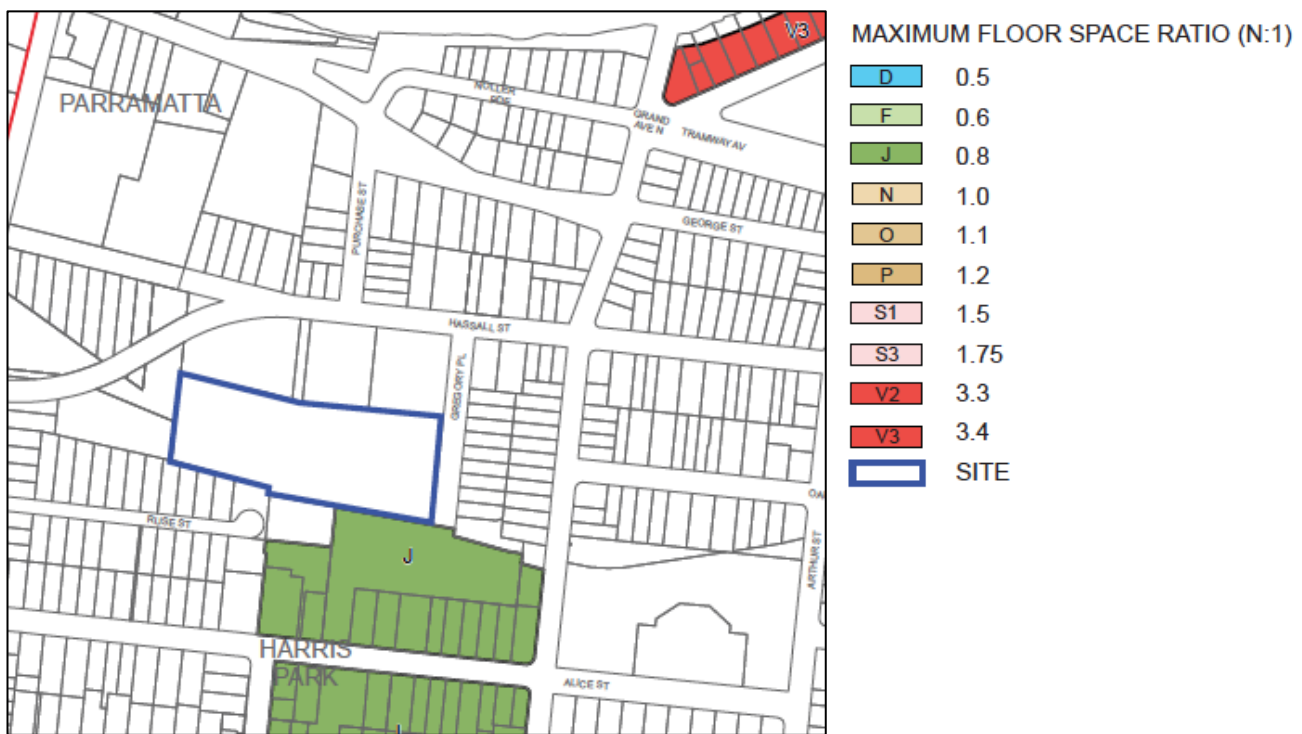 V3
PARRAMATTA
NOLLER
PDE
GRAND
AVE N
TRAMWAY AV
PURCHASE ST
GEORGE ST
HASSALL ST
GREGORY PL
RUSE ST
J
ARTHUR ST
HARRIS
PARK
ALICE ST
MAXIMUM FLOOR SPACE RATIO (N:1)
D 0.5
F 0.6
J 0.8
N 1.0
O 1.1
P 1.2
S1 1.5
S3 1.75
V2 3.3
V3 3.4
SITE